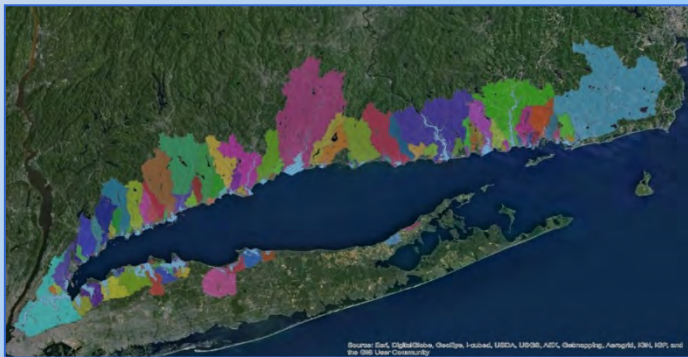 Source: Esri, DigitalGlobe, GeoEye, i-cubed, USDA, USGS, AEX, Getmapping, Aerogrid, IGN, IGP, and
the GIS User Community